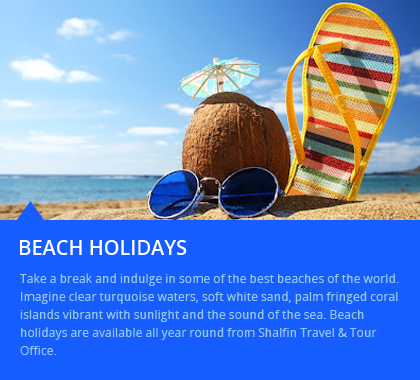 BEACH HOLIDAYS
Take a break and indulge in some of the best beaches of the world.
Imagine clear turquoise waters, soft white sand, palm fringed coral
islands vibrant with sunlight and the sound of the sea. Beach
holidays are available all year round from Shalfin Travel & Tour
Office.